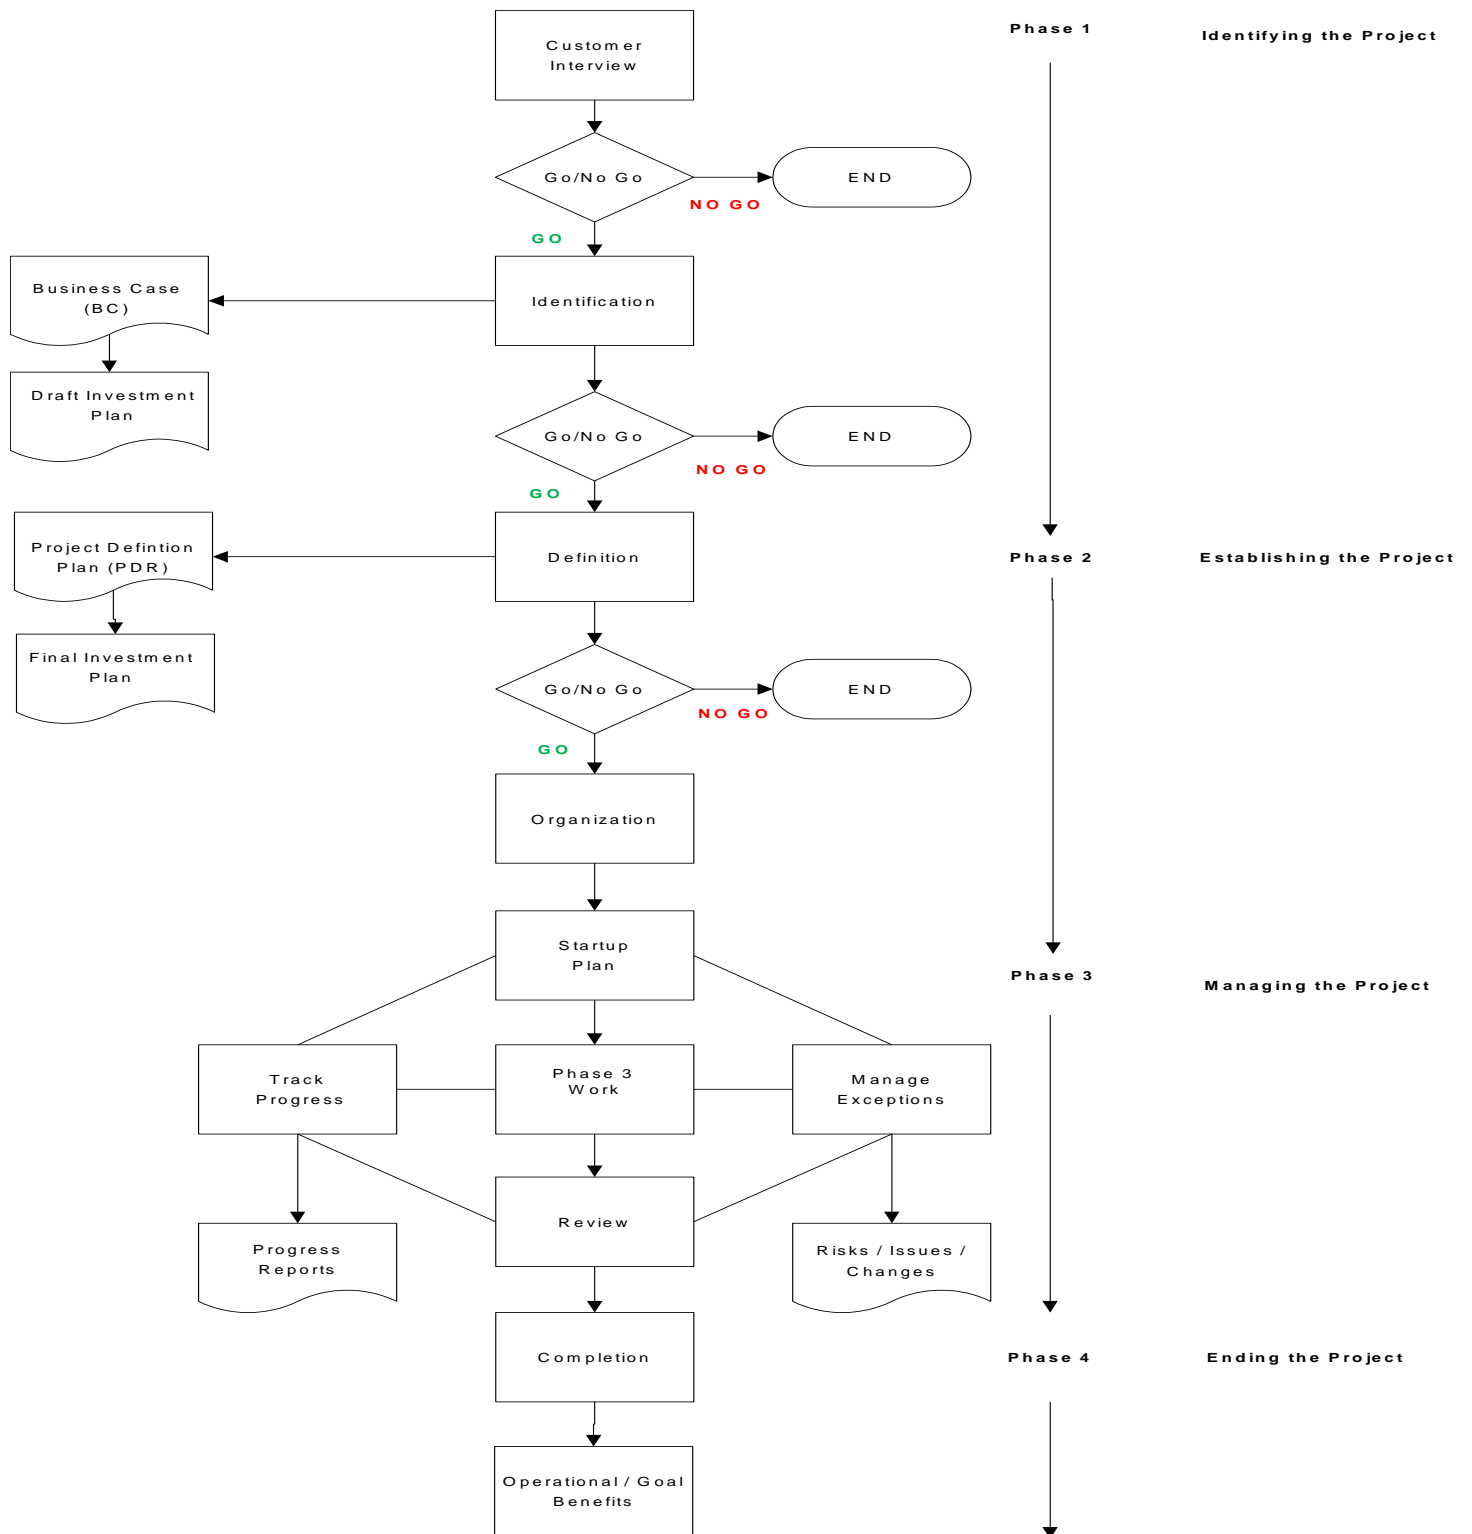 Customer
Interview
Phase 1
Identifying the Project
Go/No Go
END
NO GO
GO
Business Case
(BC)
Identification
Draft Investment
Plan
Go/No Go
END
NO GO
GO
Project Defintion
Plan (PDR)
Definition
Phase 2
Establishing the Project
Final Investment
Plan
Go/No Go
END
NO GO
GO
Organization
Startup
Plan
Phase 3
Managing the Project
Track
Progress
Phase 3
Work
Manage
Exceptions
Review
Progress
Reports
Risks / Issues /
Changes
Completion
Phase 4
Ending the Project
Operational / Goal
Benefits